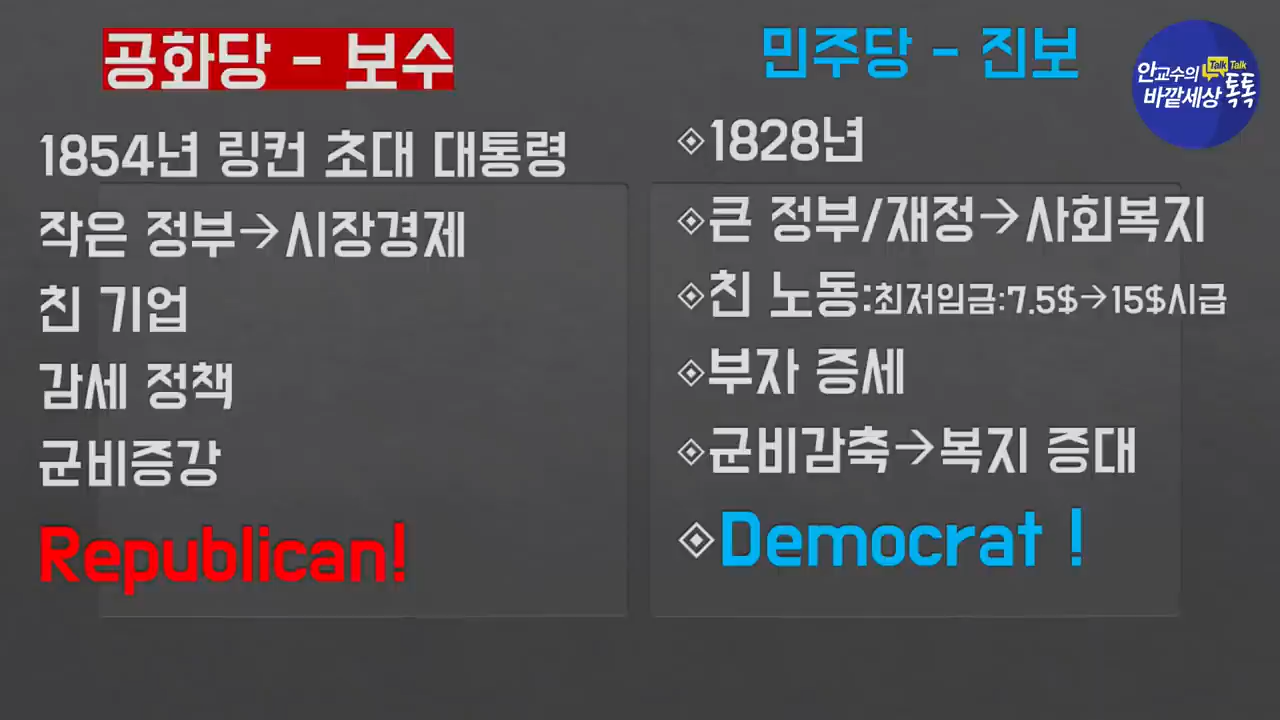 공화당 - 보수
1854년 링컨 초대 대통령
작은 정부→시장경제
친 기업
감세 정책
군비증강
Republican!
민주당 - 진보
1828년
큰 정부/재정→사회복지
친 노동:최저임금:7.5$→15$시급
부자 증세
군비감축→복지 증대
Democrat !
안교수의 Talk Talk
바깥세상 톡톡